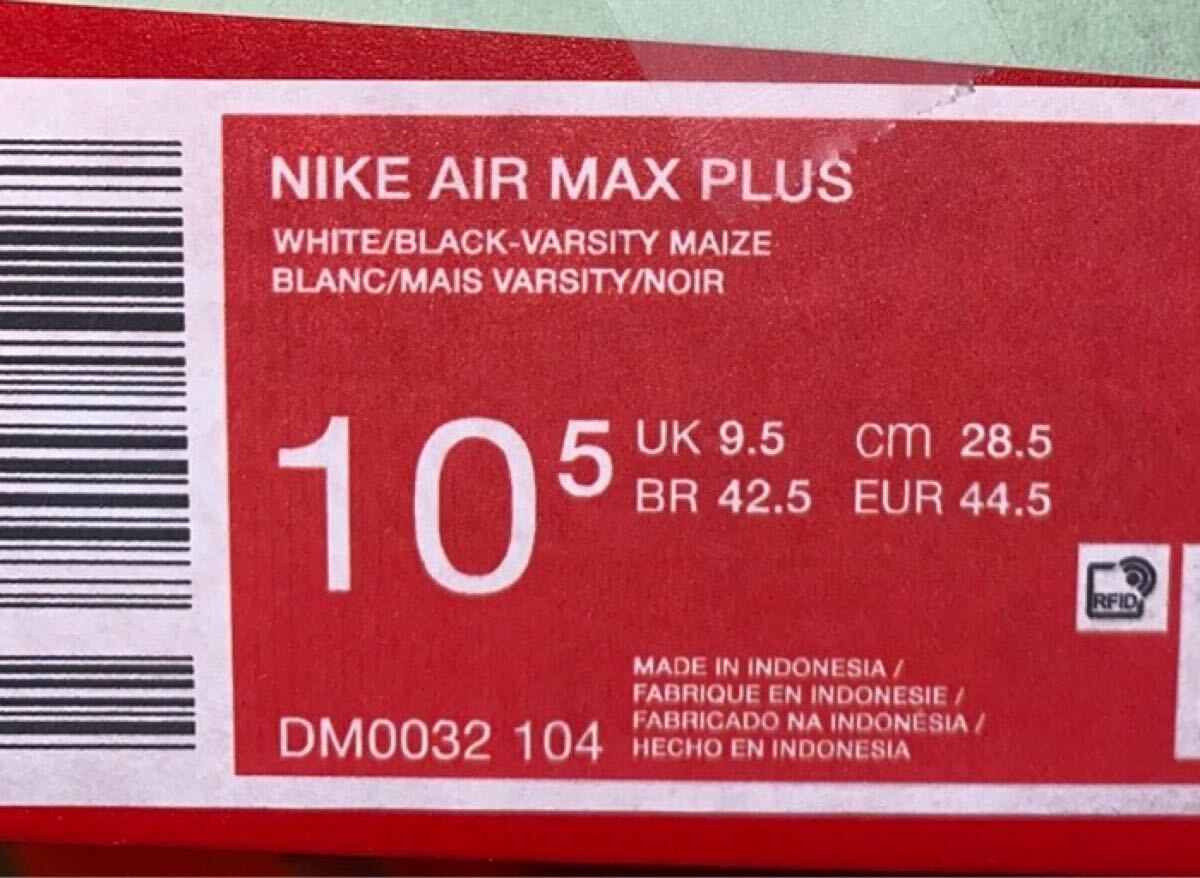 NIKE AIR MAX PLUS
WHITE/BLACK-VARSITY MAIZE
BLANC/MAIS VARSITY/NOIR
10 5
UK 9.5 cm 28.5
BR 42.5 EUR 44.5
RFID
MADE IN INDONESIA /
FABRIQUE EN INDONESIE /
FABRICADO NA INDONÉSIA /
HECHO EN INDONESIA
DM0032 104